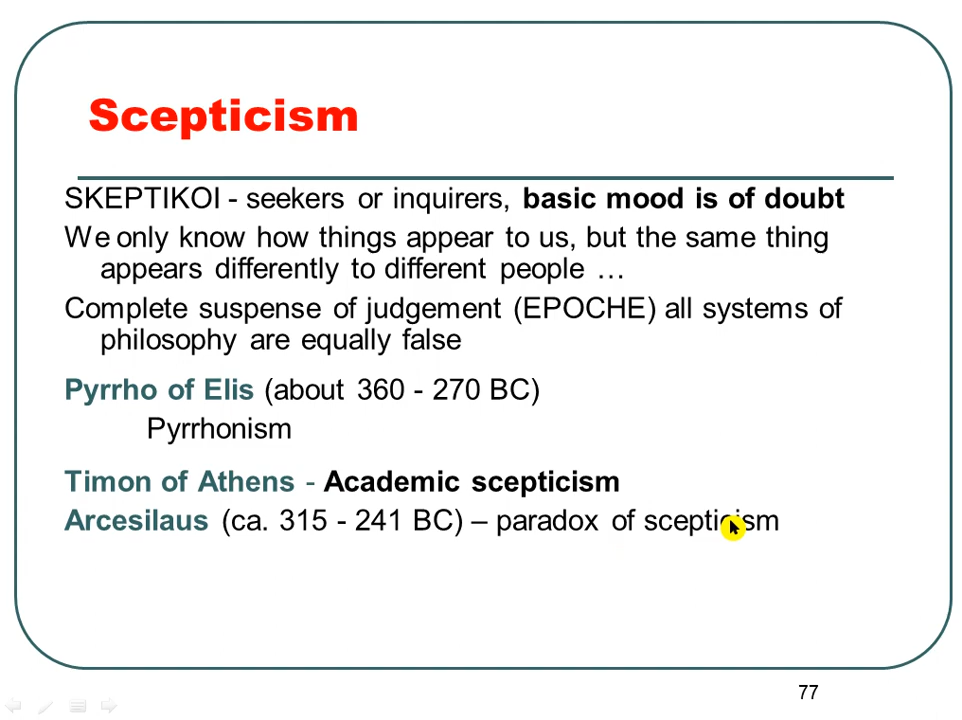 Scepticism
SKEPTIKOI - seekers or inquirers, basic mood is of doubt
We only know how things appear to us, but the same thing
appears differently to different people …
Complete suspense of judgement (EPOCHE) all systems of
philosophy are equally false
Pyrrho of Elis (about 360 - 270 BC)
Pyrrhonism
Timon of Athens - Academic scepticism
Arcesilaus (ca. 315 - 241 BC) – paradox of scepticism
77